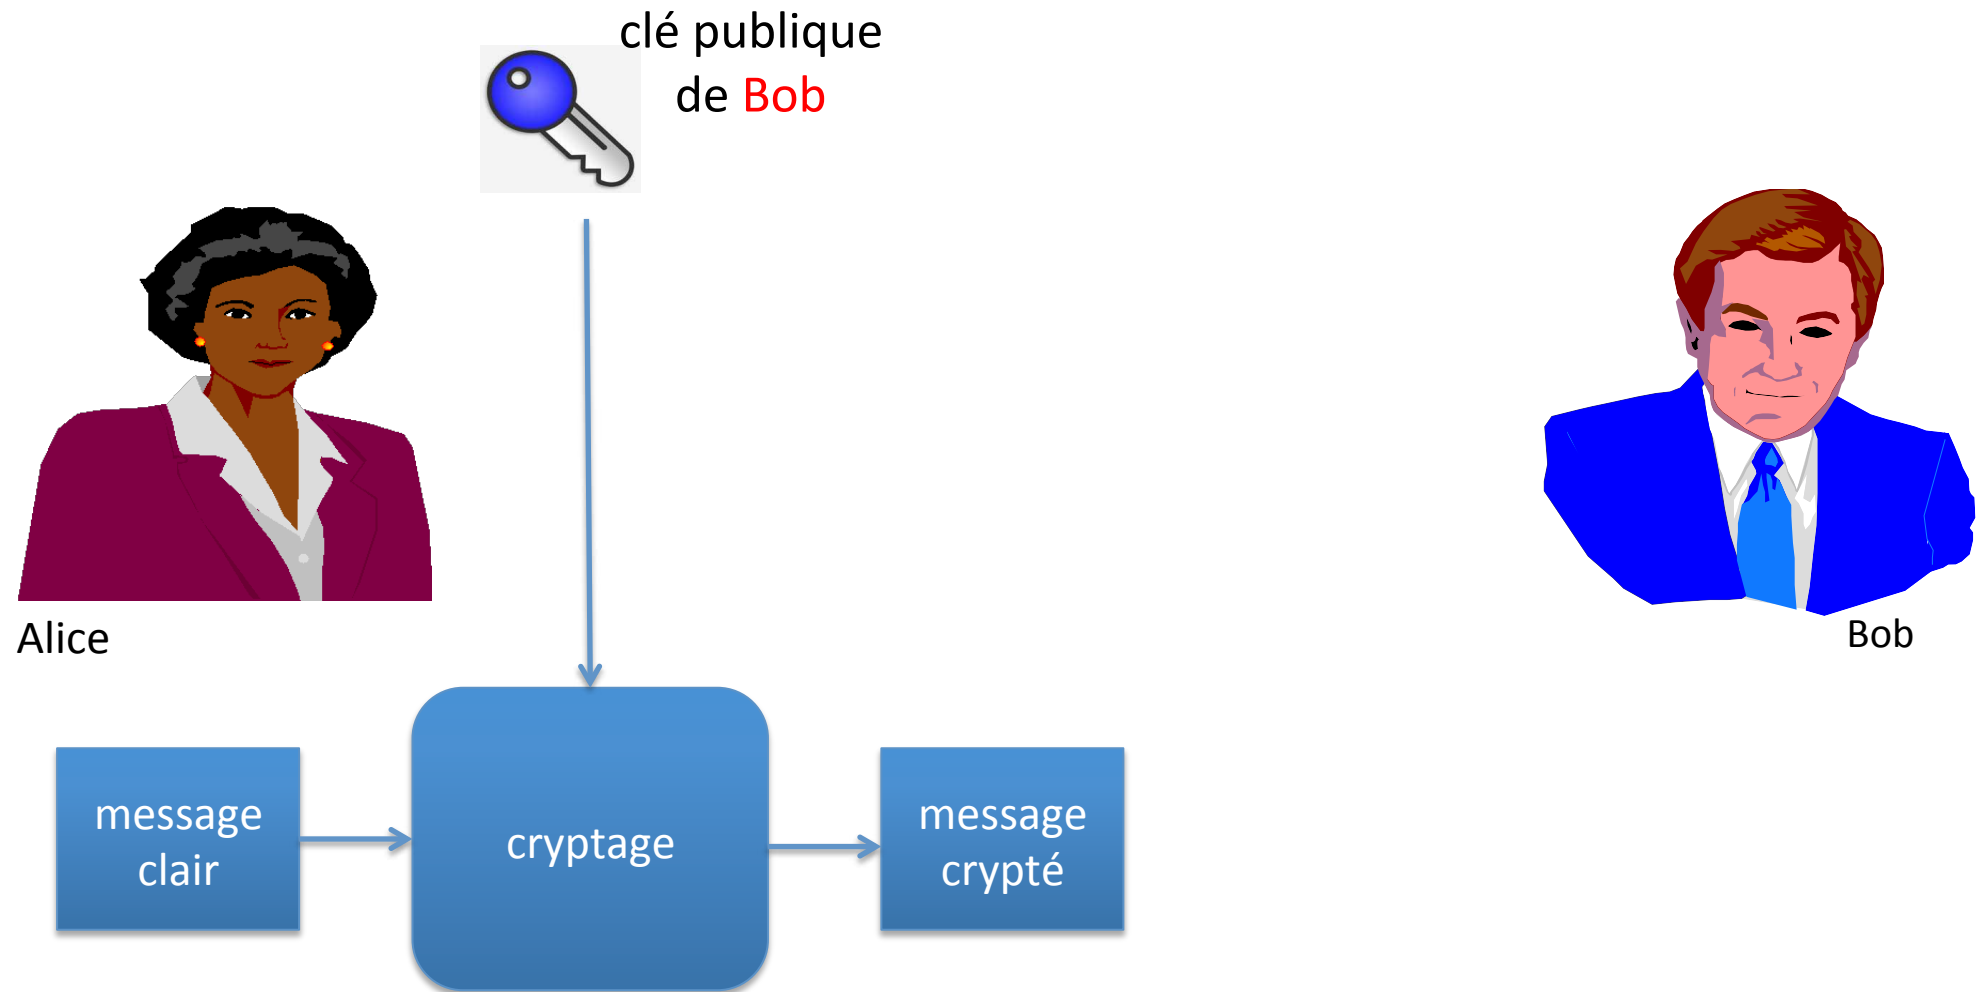 clé publique
de Bob
Alice
Bob
message
clair
cryptage
message
crypté